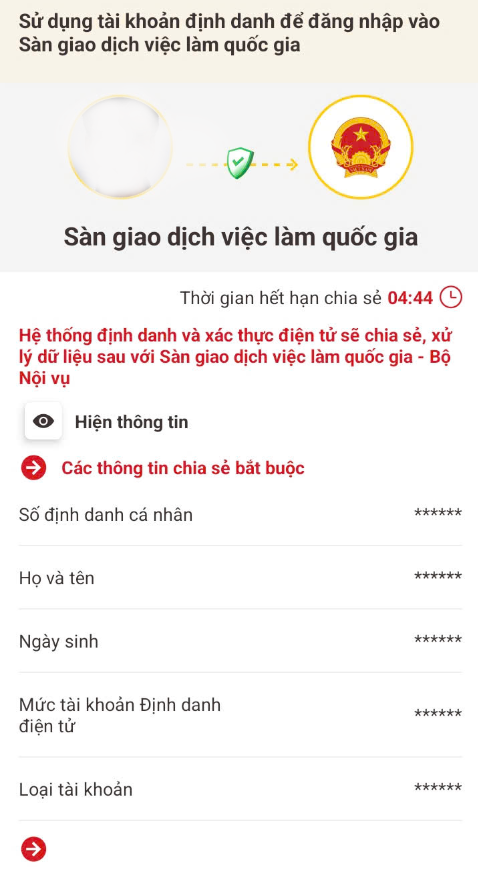 Sử dụng tài khoản định danh để đăng nhập vào
Sàn giao dịch việc làm quốc gia
Sàn giao dịch việc làm quốc gia
Thời gian hết hạn chia sẻ 04:44
Hệ thống định danh và xác thực điện tử sẽ chia sẻ, xử
lý dữ liệu sau với Sàn giao dịch việc làm quốc gia - Bộ
Nội vụ
Hiện thông tin
Các thông tin chia sẻ bắt buộc
Số định danh cá nhân ******
Họ và tên ******
Ngày sinh ******
Mức tài khoản Định danh
điện tử ******
Loại tài khoản ******